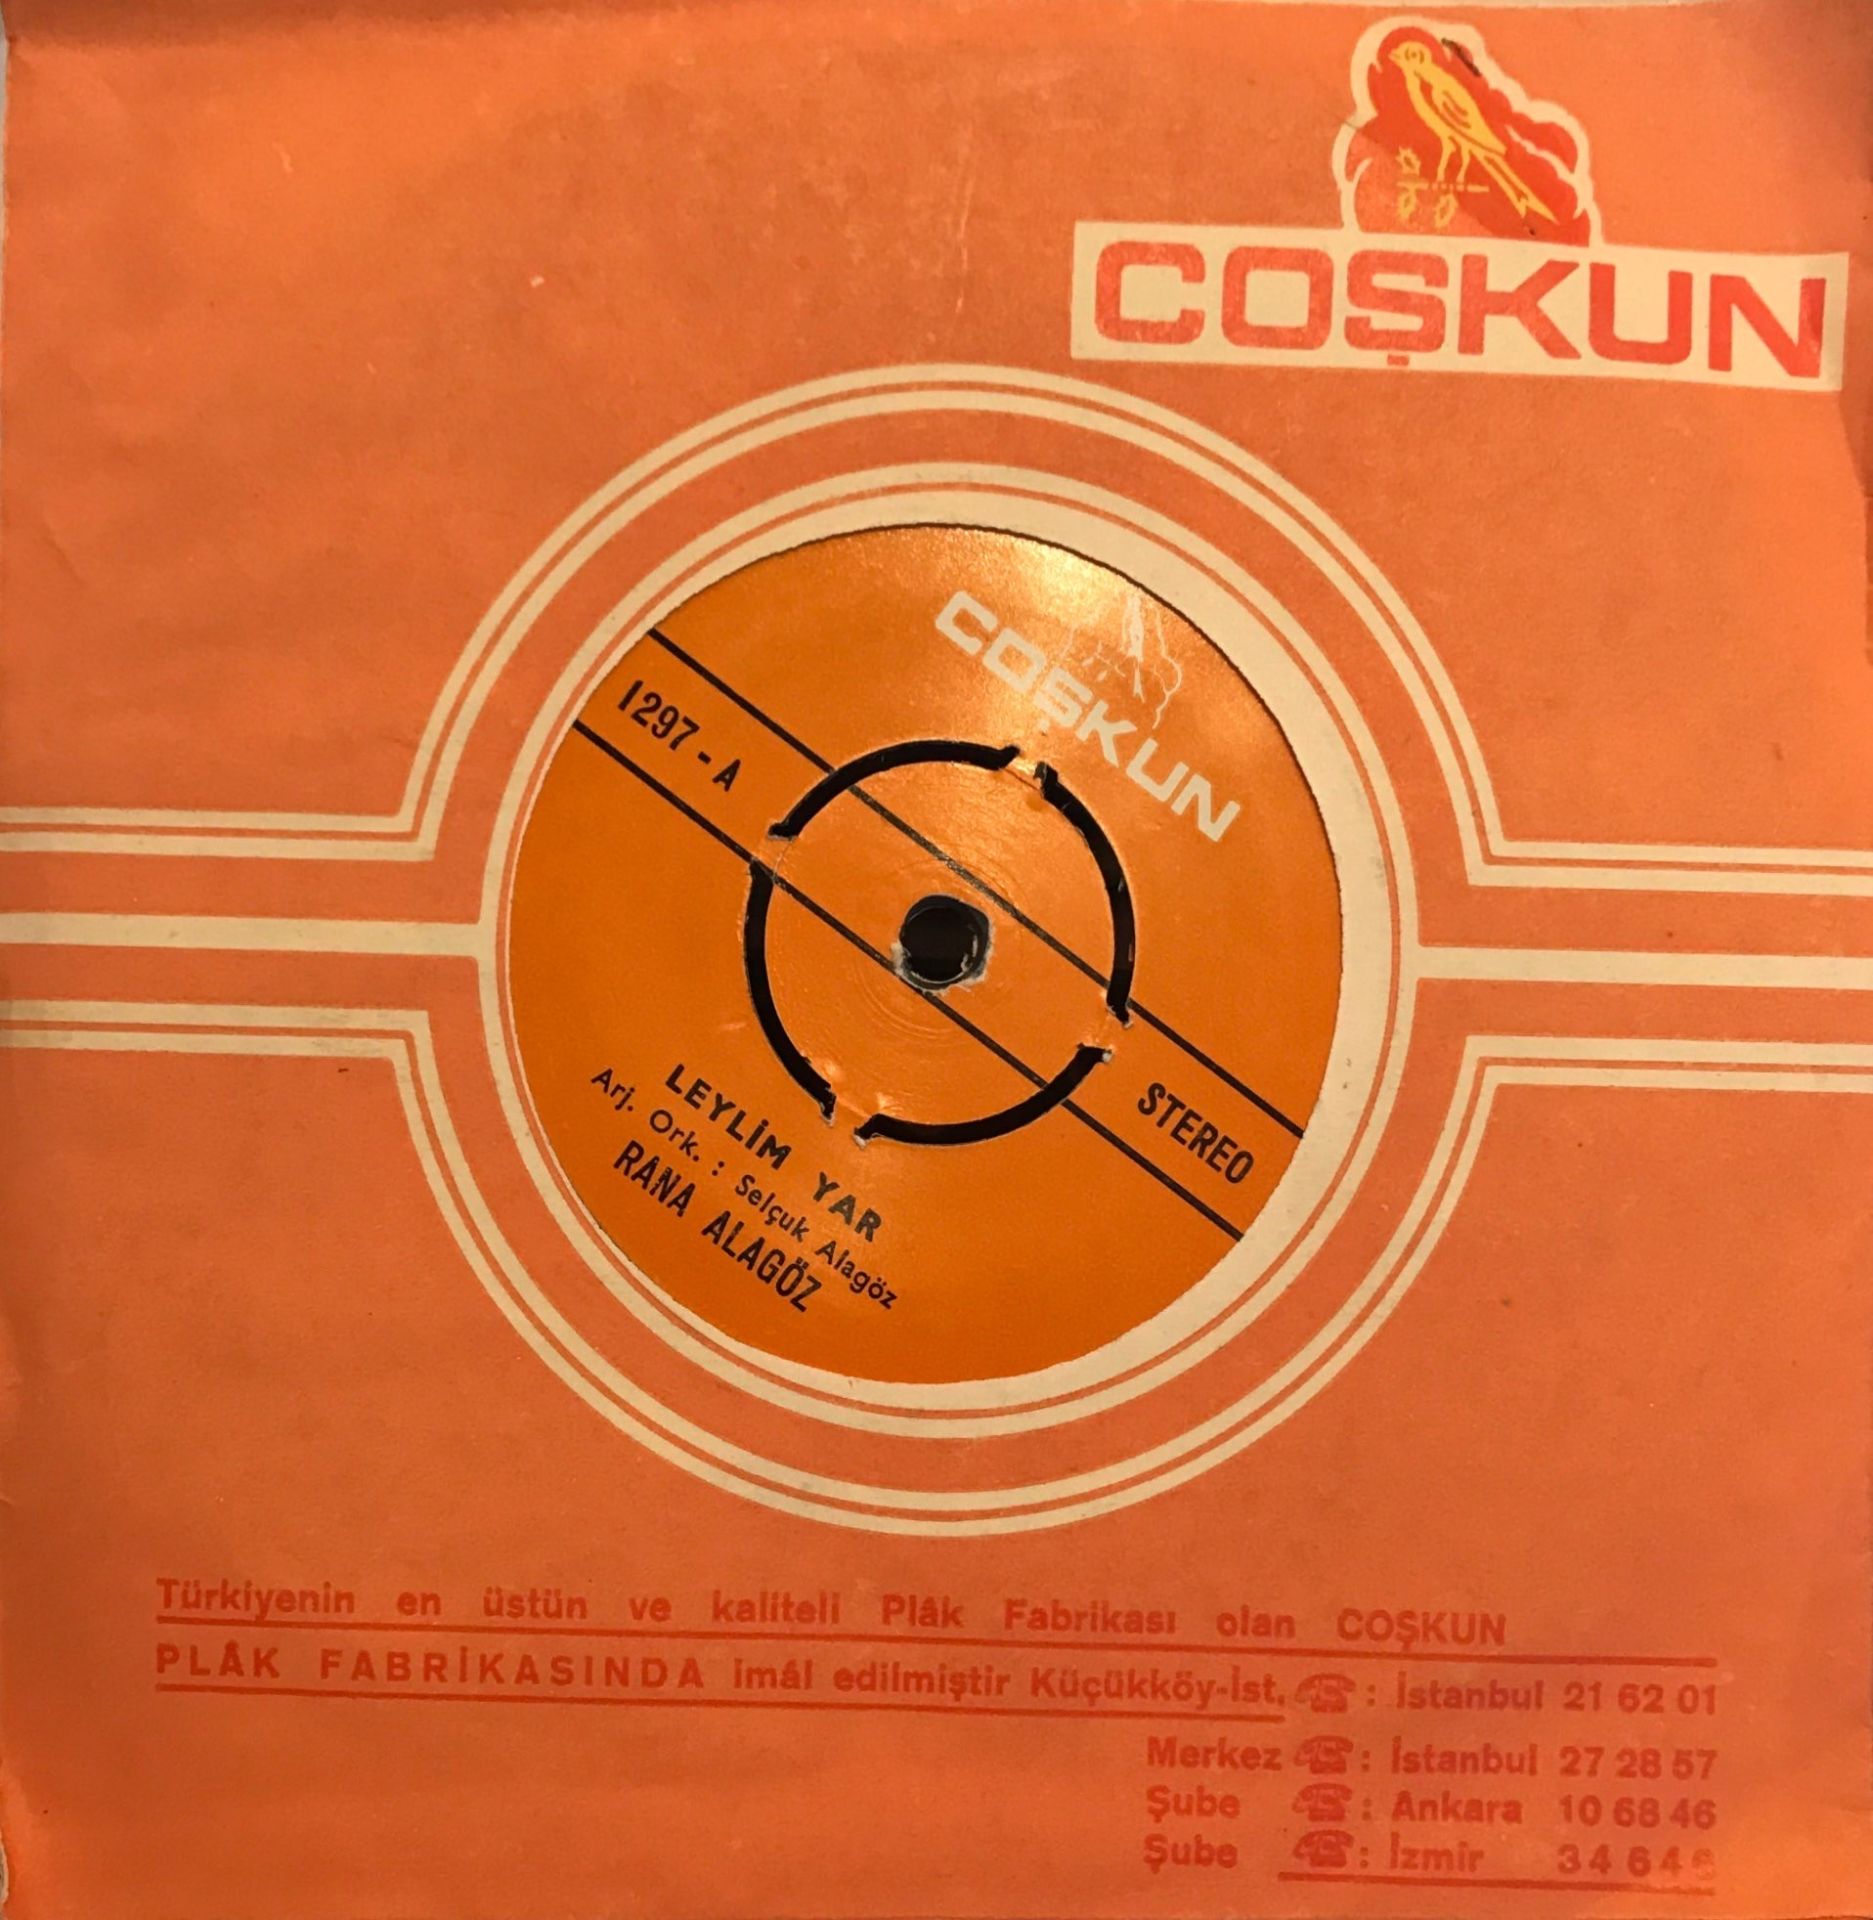 COŞKUN
COŞKUN
1297 - A
STEREO
LEYLİM YAR
Arj. Ork. : Selçuk Alagöz
RÂNA ALAGÖZ
Türkiyenin en üstün ve kaliteli Plâk Fabrikası olan COŞKUN
PLÂK FABRİKASINDA imâl edilmiştir Küçükköy-İst. : İstanbul 21 62 01
Merkez : İstanbul 27 28 57
Şube : Ankara 10 68 46
Şube : İzmir